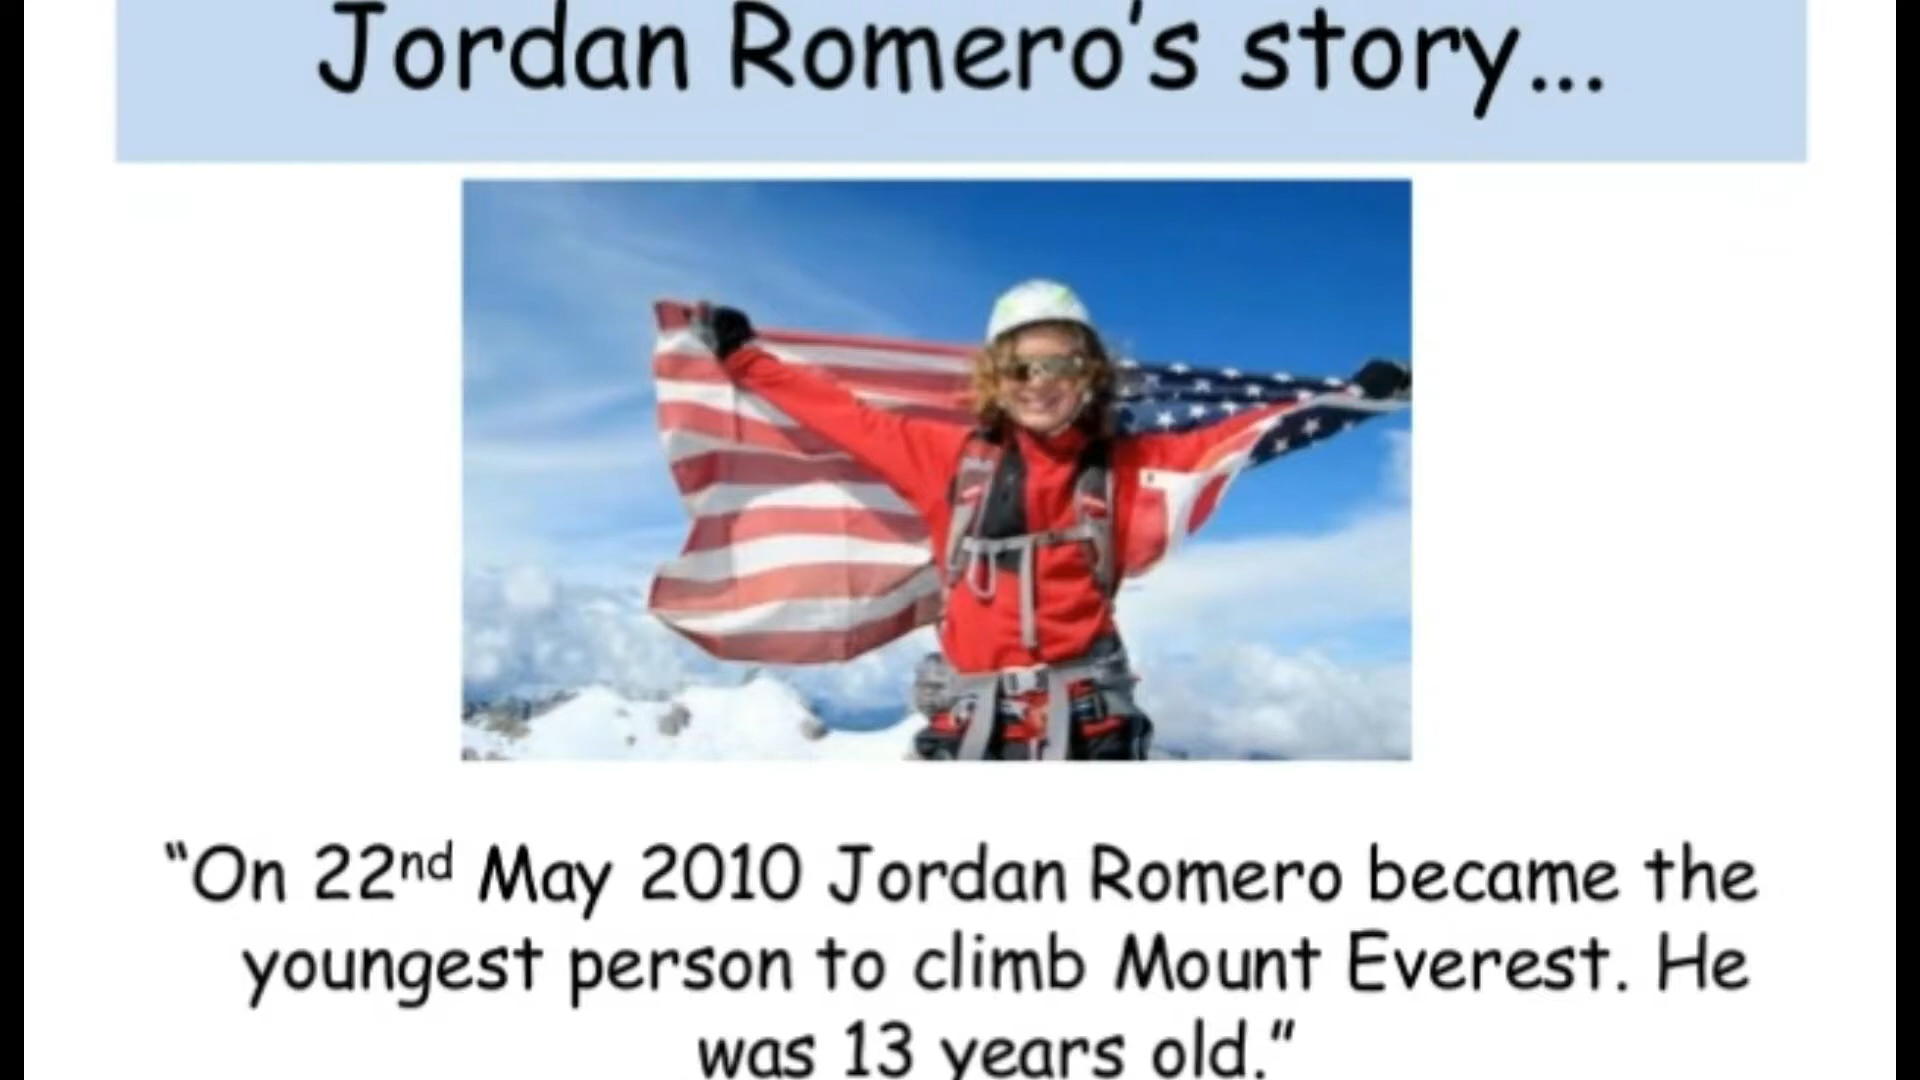 Jordan Romero's story...
“On 22nd May 2010 Jordan Romero became the
youngest person to climb Mount Everest. He
was 13 years old.”